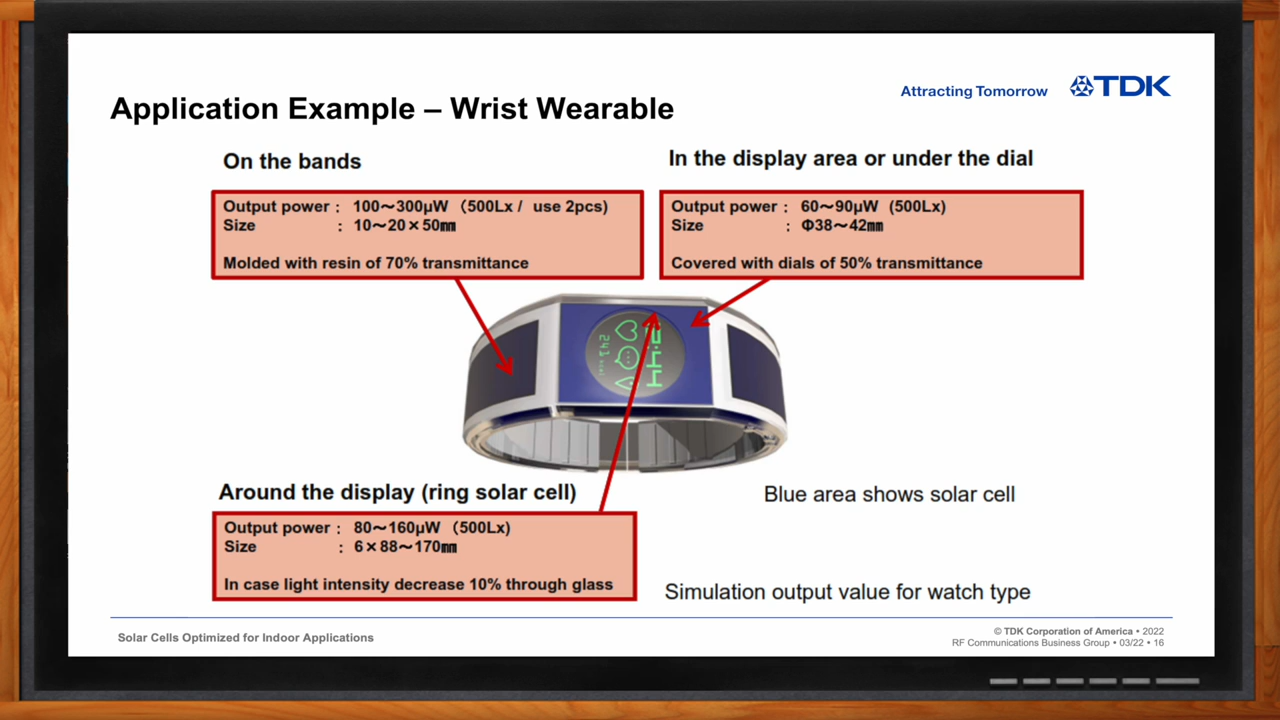 Attracting Tomorrow
TDK
Application Example – Wrist Wearable
On the bands
Output power : 100～300μW （500Lx / use 2pcs)
Size : 10～20×50㎜
Molded with resin of 70% transmittance
In the display area or under the dial
Output power : 60～90μW (500Lx)
Size : Φ38～42㎜
Covered with dials of 50% transmittance
Around the display (ring solar cell)
Output power : 80～160μW （500Lx)
Size : 6×88～170㎜
In case light intensity decrease 10% through glass
Blue area shows solar cell
Simulation output value for watch type
Solar Cells Optimized for Indoor Applications
© TDK Corporation of America • 2022
RF Communications Business Group • 03/22 • 16